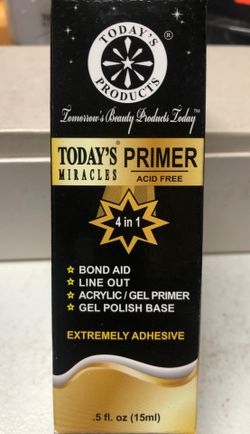 TODAY'S
PRODUCTS
®
Tomorrow's Beauty Products Today™
TODAY'S® PRIMER
MIRACLES ACID FREE
4 in 1
BOND AID
LINE OUT
ACRYLIC / GEL PRIMER
GEL POLISH BASE
EXTREMELY ADHESIVE
.5 fl. oz (15ml)